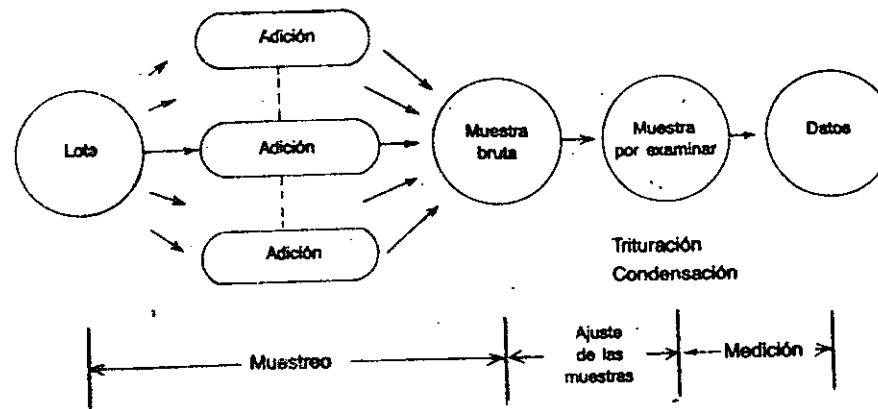 Adición
Lote
Adición
Adición
Muestra
bruta
Muestra
por examinar
Datos
Trituración
Condensación
Muestreo
Ajuste
de las
muestras
Medición